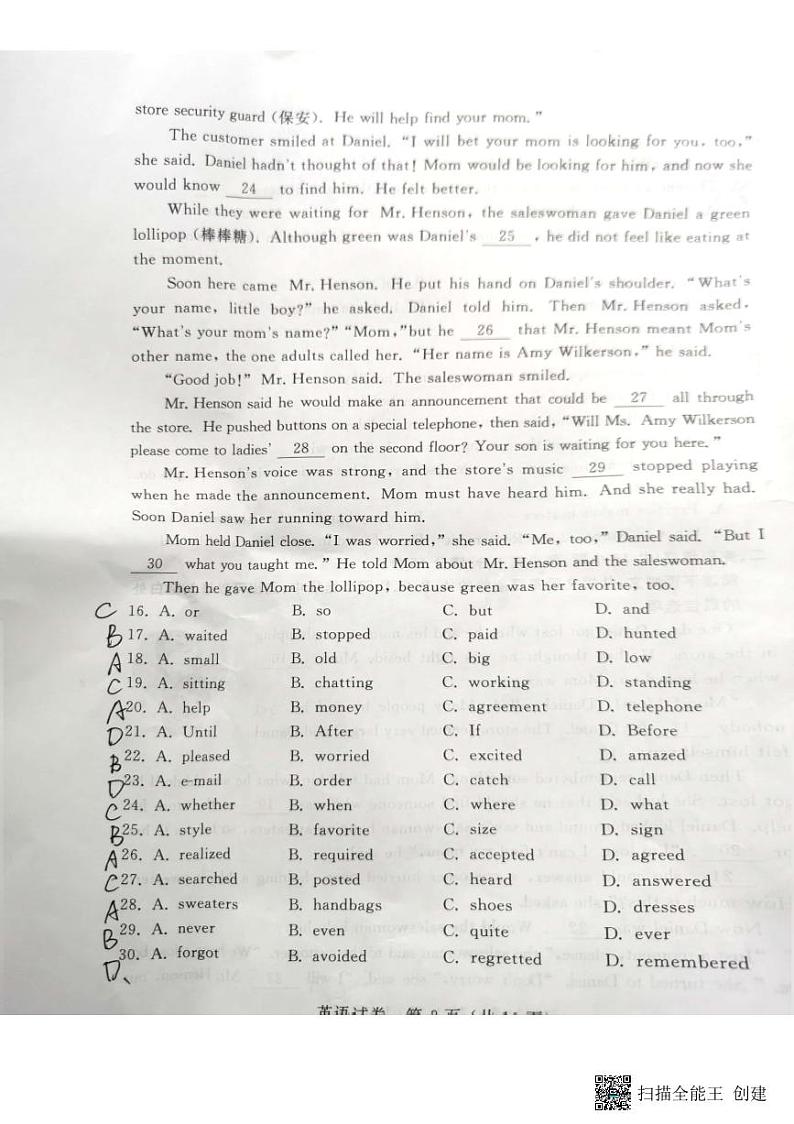 store security guard (保安). He will help find your mom."
The customer smiled at Daniel. "I will bet your mom is looking for you, too,"
she said. Daniel hadn't thought of that! Mom would be looking for him, and now she
would know 24 to find him. He felt better.
While they were waiting for Mr. Henson, the saleswoman gave Daniel a green
lollipop (棒棒糖). Although green was Daniel's 25 , he did not feel like eating at
the moment.
Soon here came Mr. Henson. He put his hand on Daniel's shoulder. "What's
your name, little boy?" he asked. Daniel told him. Then Mr. Henson asked,
"What's your mom's name?" "Mom,"but he 26 that Mr. Henson meant Mom's
other name, the one adults called her. "Her name is Amy Wilkerson," he said.
"Good job!" Mr. Henson said. The saleswoman smiled.
Mr. Henson said he would make an announcement that could be 27 all through
the store. He pushed buttons on a special telephone, then said, "Will Ms. Amy Wilkerson
please come to ladies' 28 on the second floor? Your son is waiting for you here."
Mr. Henson's voice was strong, and the store's music 29 stopped playing
when he made the announcement. Mom must have heard him. And she really had.
Soon Daniel saw her running toward him.
Mom held Daniel close. "I was worried," she said. "Me, too," Daniel said. "But I
30 what you taught me." He told Mom about Mr. Henson and the saleswoman.
Then he gave Mom the lollipop, because green was her favorite, too.
C 16. A. or B. so C. but D. and
B 17. A. waited B. stopped C. paid D. hunted
A 18. A. small B. old C. big D. low
C 19. A. sitting B. chatting C. working D. standing
A 20. A. help B. money C. agreement D. telephone
D 21. A. Until B. After C. If D. Before
B 22. A. pleased B. worried C. excited D. amazed
D 23. A. e-mail B. order C. catch D. call
C 24. A. whether B. when C. where D. what
B 25. A. style B. favorite C. size D. sign
A 26. A. realized B. required C. accepted D. agreed
C 27. A. searched B. posted C. heard D. answered
A 28. A. sweaters B. handbags C. shoes D. dresses
B 29. A. never B. even C. quite D. ever
D、 30. A. forgot B. avoided C. regretted D. remembered
英语试卷 第
扫描全能王 创建